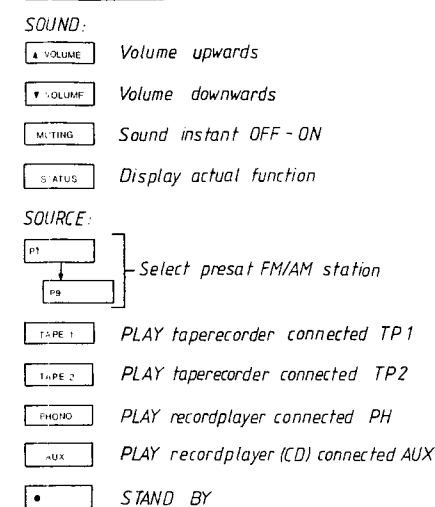 SOUND:
▲ VOLUME Volume upwards
▼ VOLUME Volume downwards
MUTING Sound instant OFF-ON
STATUS Display actual function
SOURCE:
P1
Select presat FM/AM station
P9
TAPE 1 PLAY taperecorder connected TP1
TAPE 2 PLAY taperecorder connected TP2
PHONO PLAY recordplayer connected PH
AUX PLAY recordplayer (CD) connected AUX
• STAND BY